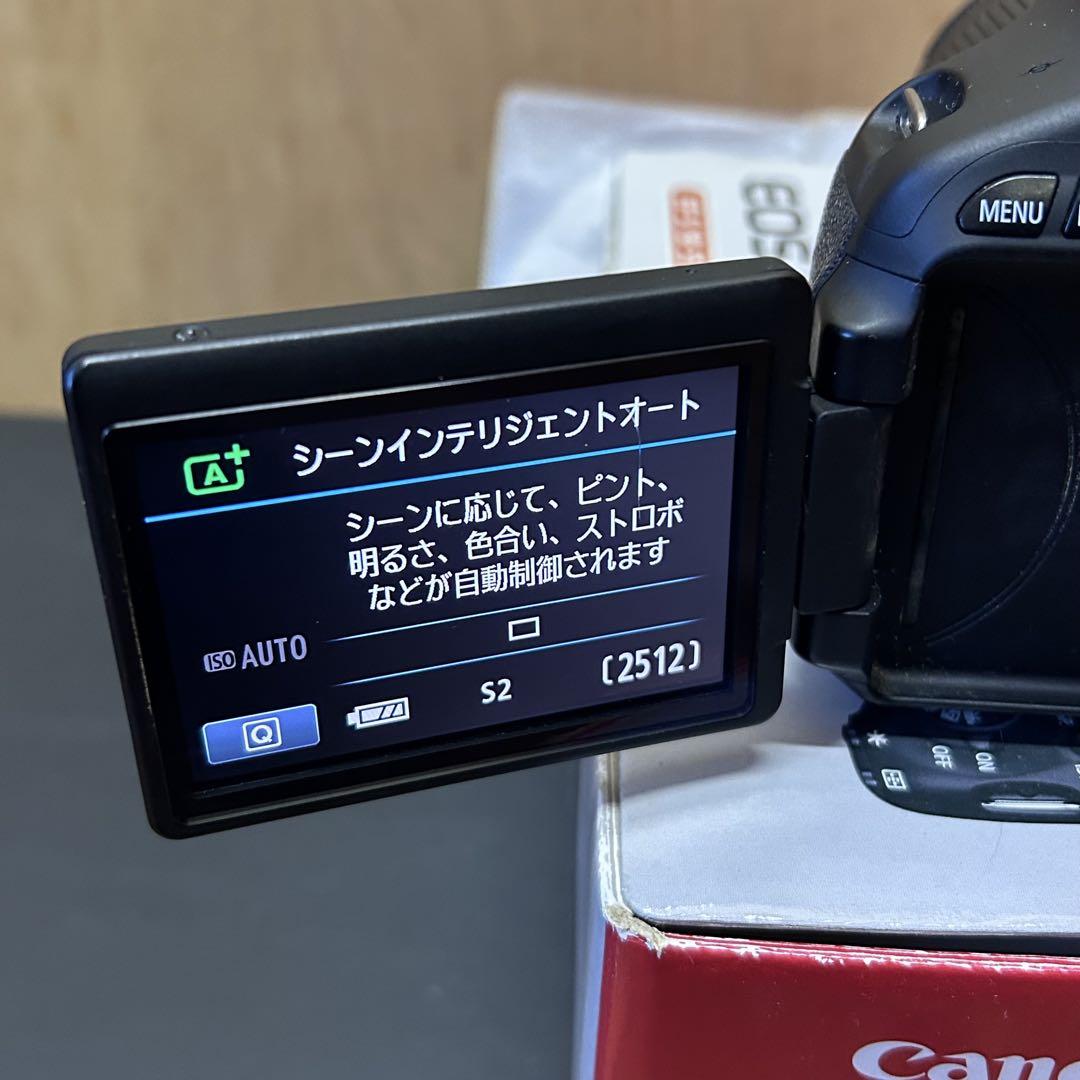 EOS
MENU
A+ シーンインテリジェントオート
シーンに応じて、ピント、
明るさ、色合い、ストロボ
などが自動制御されます
ISO AUTO
[2512]
S2
Q
ON
OFF
Can